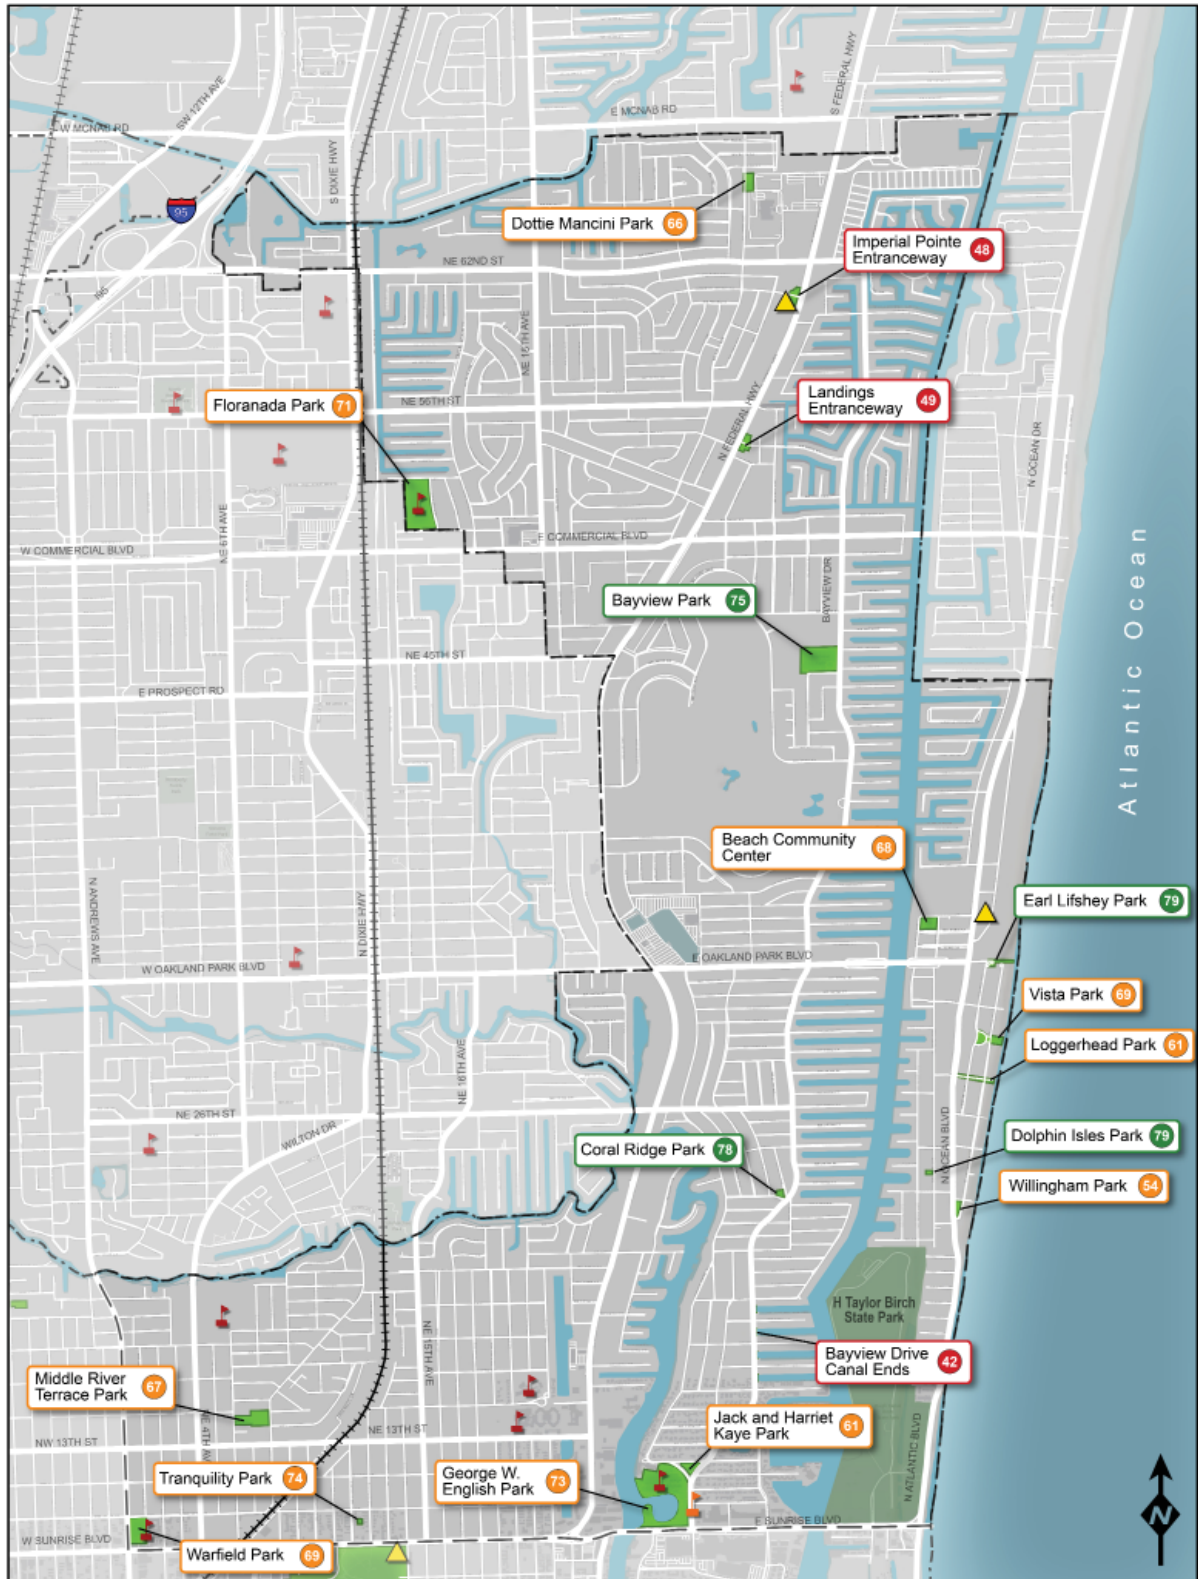 E MCNAB RD
S FEDERAL HWY
SW 12TH AVE
W MCNAB RD
S DIXIE HWY
95
Dottie Mancini Park 66
Imperial Pointe
Entranceway 48
NE 62ND ST
I95
NE 15TH AVE
Floranada Park 71
NE 56TH ST
Landings
Entranceway 49
N FEDERAL HWY
N OCEAN DR
NE 6TH AVE
W COMMERCIAL BLVD
E COMMERCIAL BLVD
Atlantic Ocean
Bayview Park 75
BAYVIEW DR
NE 45TH ST
E PROSPECT RD
Beach Community
Center 68
N ANDREWS AVE
N DIXIE HWY
Earl Lifshey Park 79
W OAKLAND PARK BLVD
E OAKLAND PARK BLVD
Vista Park 69
Loggerhead Park 61
NE 16TH AVE
NE 26TH ST
WILTON DR
N OCEAN BLVD
Coral Ridge Park 78
Dolphin Isles Park 79
Willingham Park 54
H Taylor Birch
State Park
Bayview Drive
Canal Ends 42
NE 15TH AVE
Middle River
Terrace Park 67
NE 4TH AVE
NW 13TH ST
NE 13TH ST
Jack and Harriet
Kaye Park 61
N ATLANTIC BLVD
Tranquility Park 74
George W.
English Park 73
W SUNRISE BLVD
E SUNRISE BLVD
Warfield Park 69
N